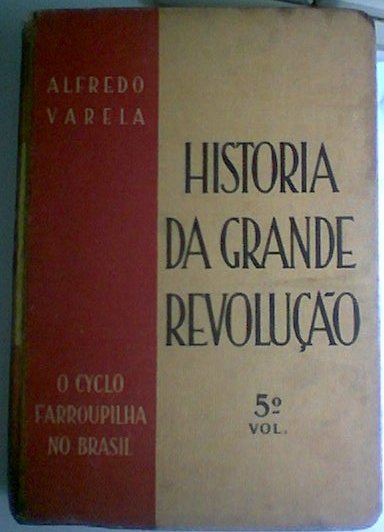 ALFREDO
VARELA
HISTORIA
DA GRANDE
REVOLUÇÃO
O CYCLO
FARROUPILHA
NO BRASIL
5º
VOL.